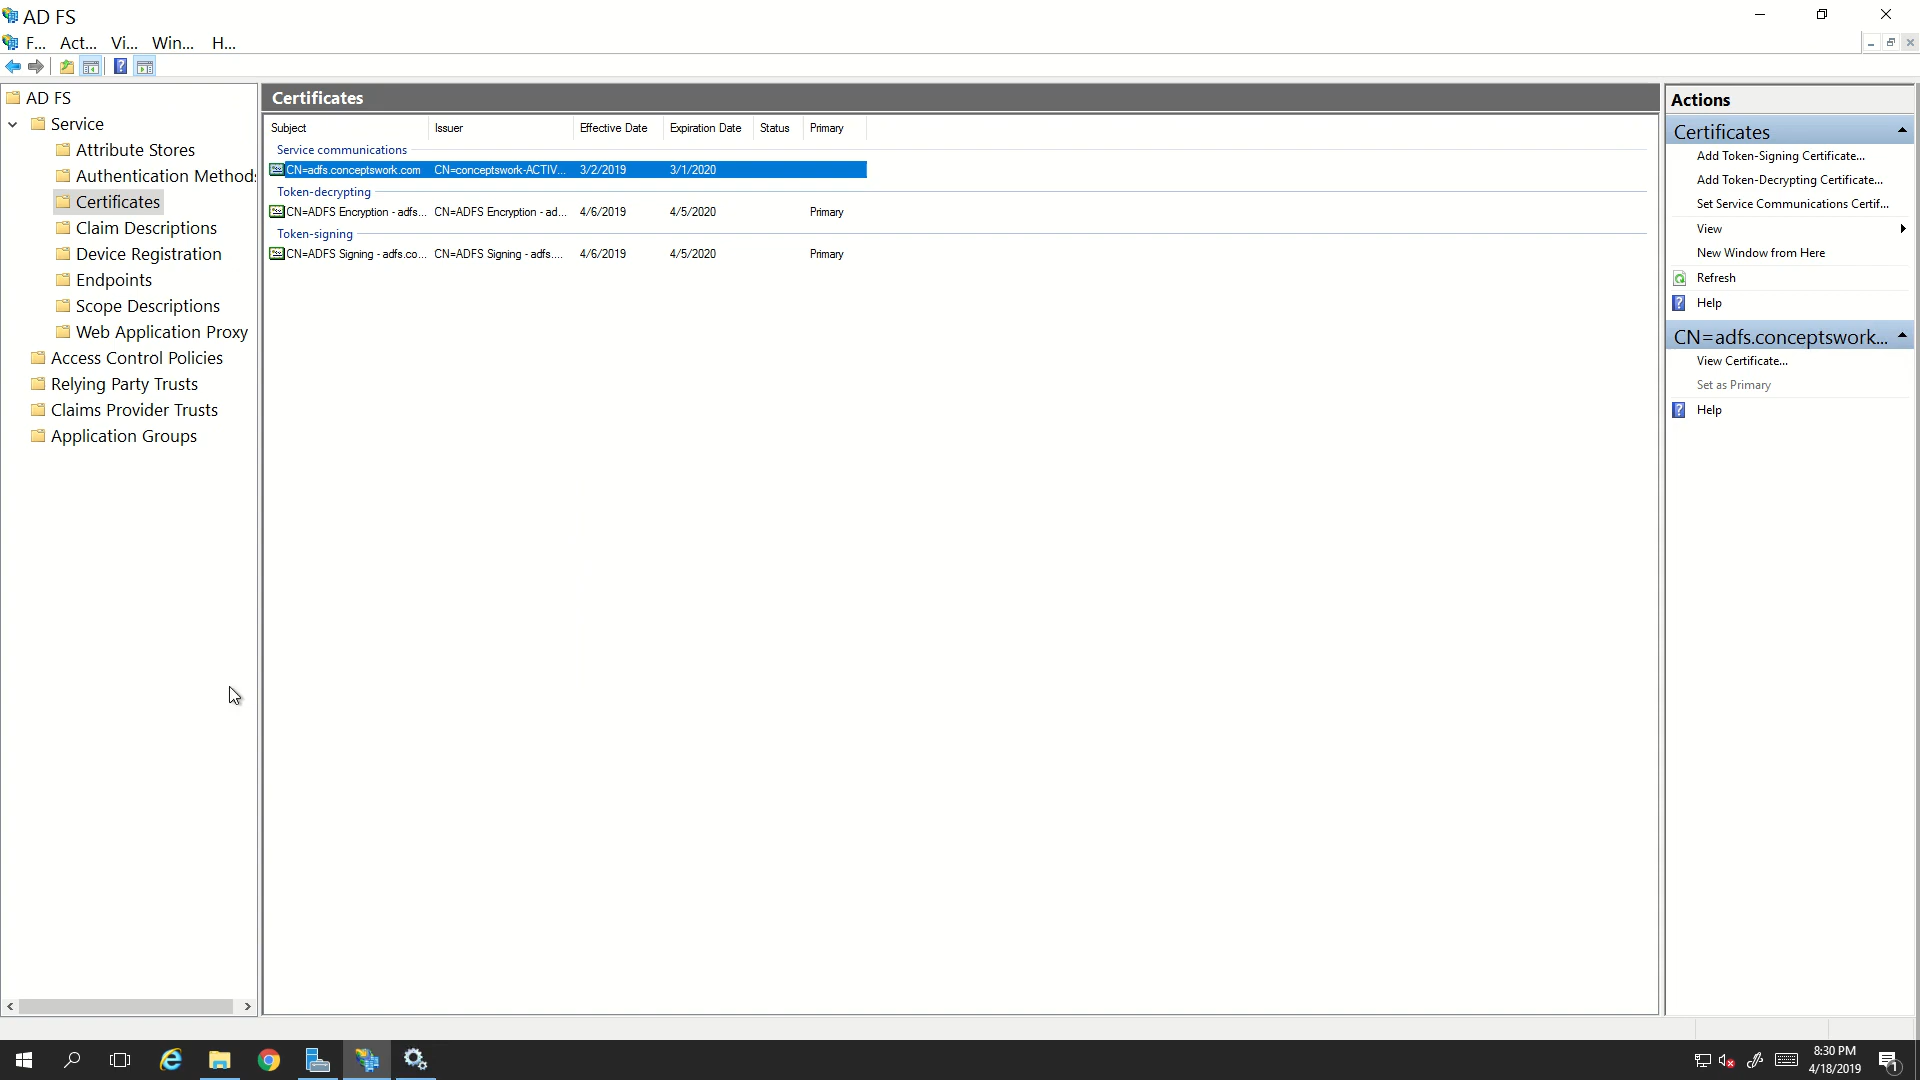 AD FS
F... Act... Vi... Win... H...
AD FS
Service
Attribute Stores
Authentication Methods
Certificates
Claim Descriptions
Device Registration
Endpoints
Scope Descriptions
Web Application Proxy
Access Control Policies
Relying Party Trusts
Claims Provider Trusts
Application Groups
Certificates
Subject Issuer Effective Date Expiration Date Status Primary
Service communications
CN=adfs.conceptswork.com CN=conceptswork-ACTIV... 3/2/2019 3/1/2020
Token-decrypting
CN=ADFS Encryption - adfs... CN=ADFS Encryption - ad... 4/6/2019 4/5/2020 Primary
Token-signing
CN=ADFS Signing - adfs.co... CN=ADFS Signing - adfs.... 4/6/2019 4/5/2020 Primary
Actions
Certificates
Add Token-Signing Certificate...
Add Token-Decrypting Certificate...
Set Service Communications Certif...
View
New Window from Here
Refresh
Help
CN=adfs.conceptswork...
View Certificate...
Set as Primary
Help
8:30 PM
4/18/2019
1